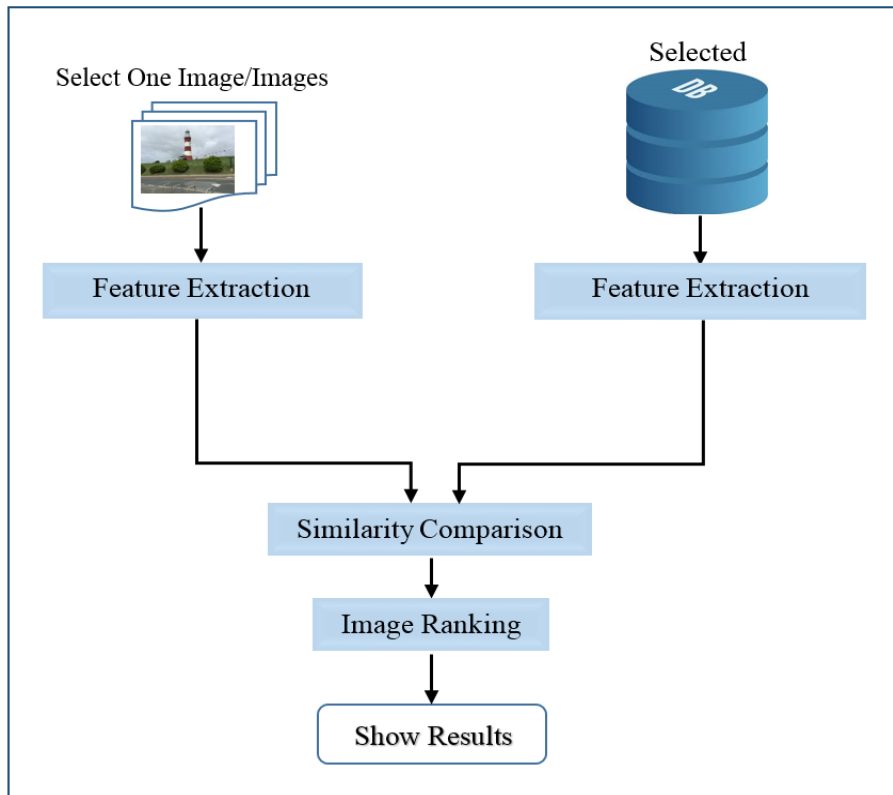 Select One Image/Images
Selected
DB
Feature Extraction
Feature Extraction
Similarity Comparison
Image Ranking
Show Results